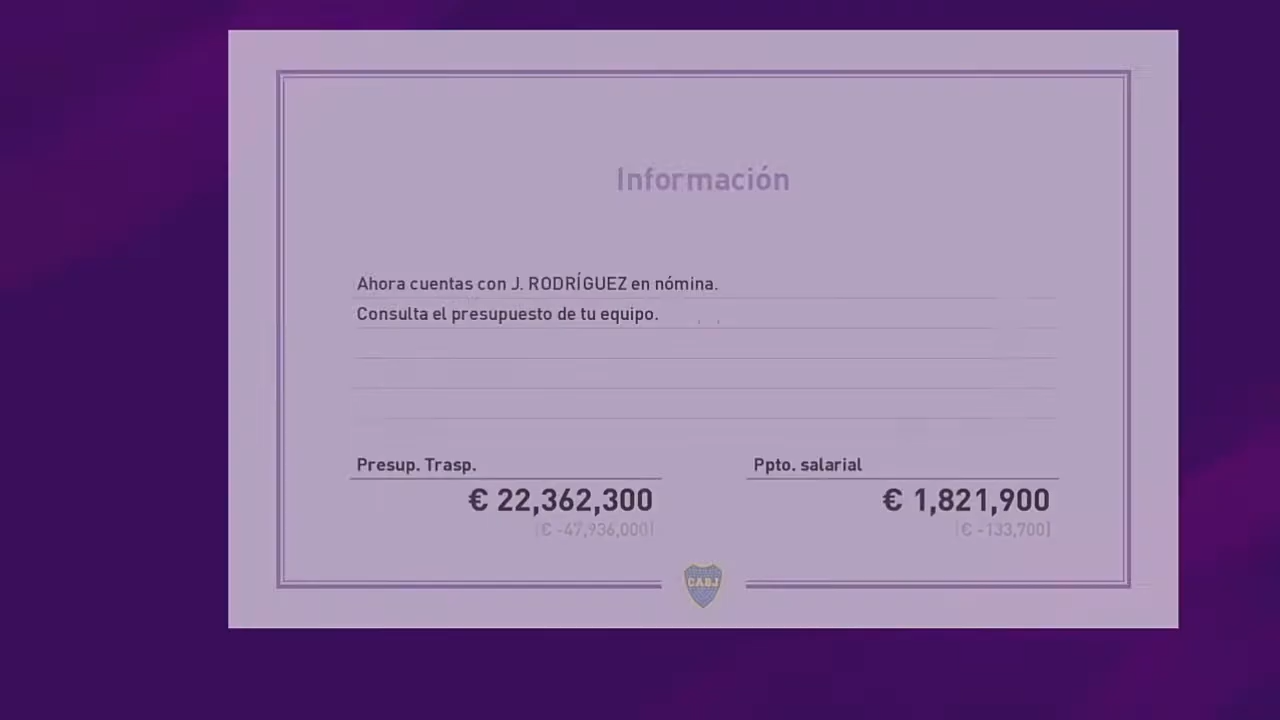 Información
Ahora cuentas con J. RODRÍGUEZ en nómina.
Consulta el presupuesto de tu equipo.
Presup. Trasp.
€ 22,362,300
(€ -47,936,000)
Ppto. salarial
€ 1,821,900
(€ -133,700)
CABJ